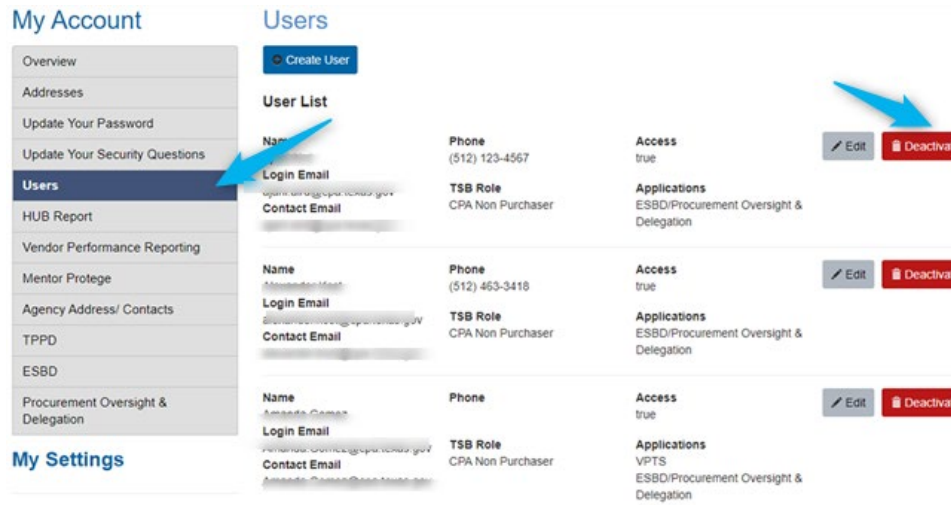 My Account
Overview
Addresses
Update Your Password
Update Your Security Questions
Users
HUB Report
Vendor Performance Reporting
Mentor Protege
Agency Address/ Contacts
TPPD
ESBD
Procurement Oversight &
Delegation
My Settings
Users
Create User
User List
Name Phone Access
(512) 123-4567 true
Edit Deactivat
Login Email
TSB Role Applications
Contact Email CPA Non Purchaser ESBD/Procurement Oversight &
Delegation
Name Phone Access
(512) 463-3418 true
Edit Deactivat
Login Email
TSB Role Applications
Contact Email CPA Non Purchaser ESBD/Procurement Oversight &
Delegation
Name Phone Access
true
Edit Deactivat
Login Email
TSB Role Applications
Contact Email CPA Non Purchaser VPTS
ESBD/Procurement Oversight &
Delegation